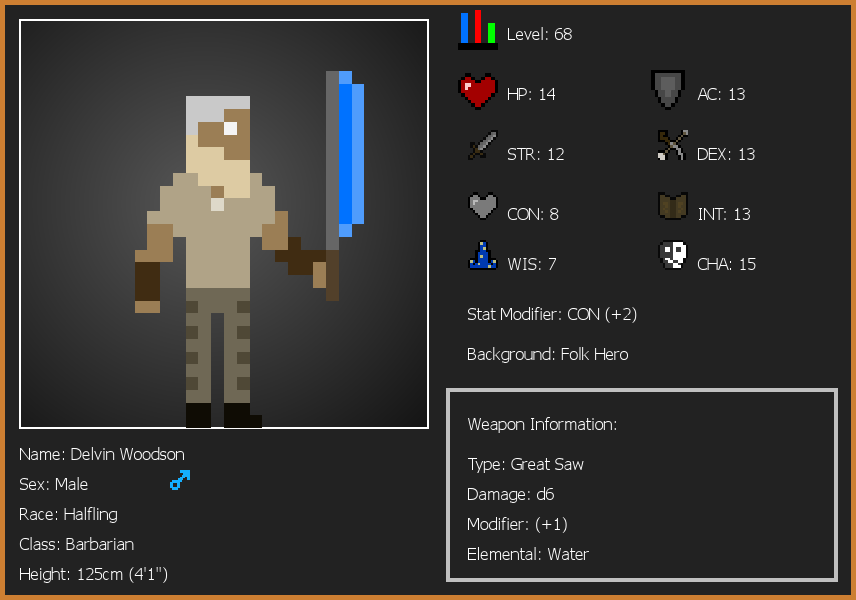 Level: 68
HP: 14
AC: 13
STR: 12
DEX: 13
CON: 8
INT: 13
WIS: 7
CHA: 15
Stat Modifier: CON (+2)
Background: Folk Hero
Weapon Information:
Type: Great Saw
Damage: d6
Modifier: (+1)
Elemental: Water
Name: Delvin Woodson
Sex: Male
Race: Halfling
Class: Barbarian
Height: 125cm (4'1")